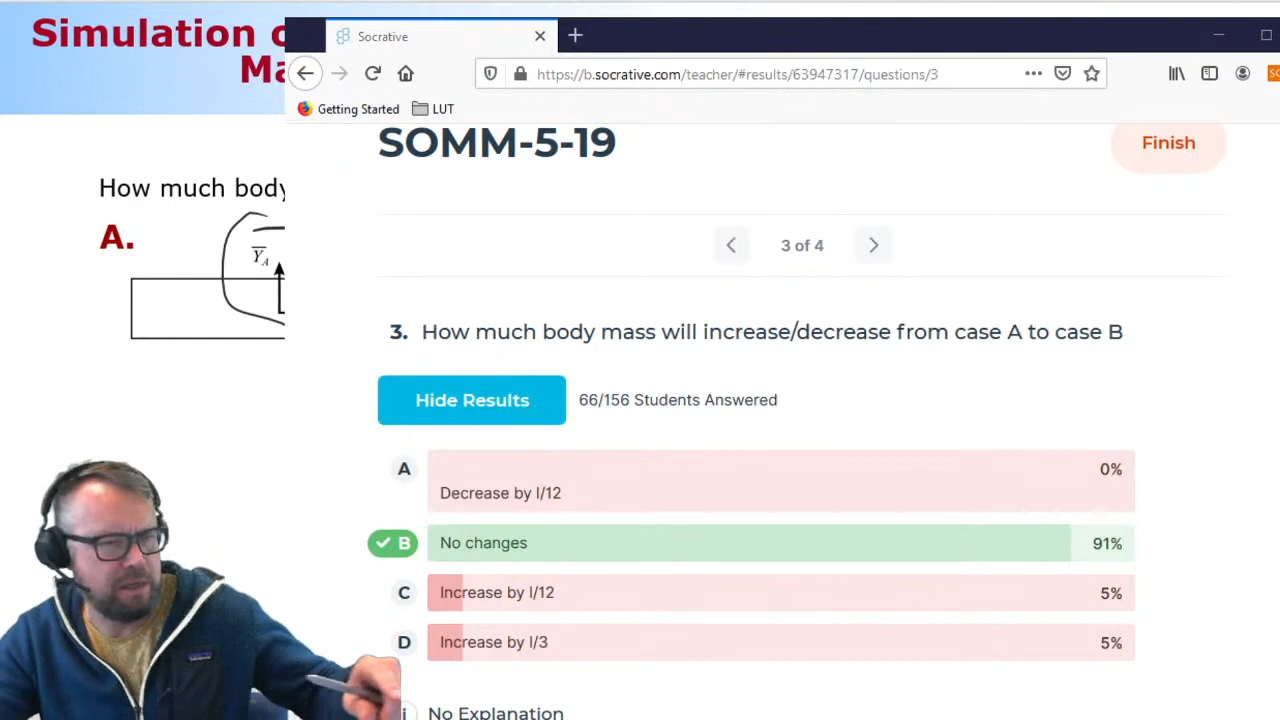 Simulation o
Ma
Socrative
https://b.socrative.com/teacher/#results/63947317/questions/3
Getting Started
LUT
SOMM-5-19
Finish
How much body
A.
Y̅A
3 of 4
3. How much body mass will increase/decrease from case A to case B
Hide Results
66/156 Students Answered
A
0%
Decrease by l/12
B
No changes
91%
C
Increase by l/12
5%
D
Increase by l/3
5%
i
No Explanation